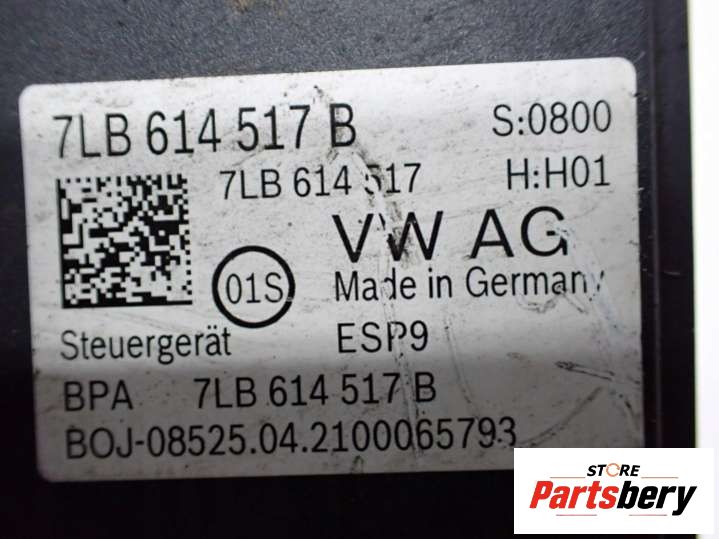 7LB 614 517 B
S:0800
7LB 614 517
H:H01
VW AG
01S
Made in Germany
Steuergerät
ESP9
BPA 7LB 614 517 B
BOJ-08525.04.2100065793
STORE
Partsbery